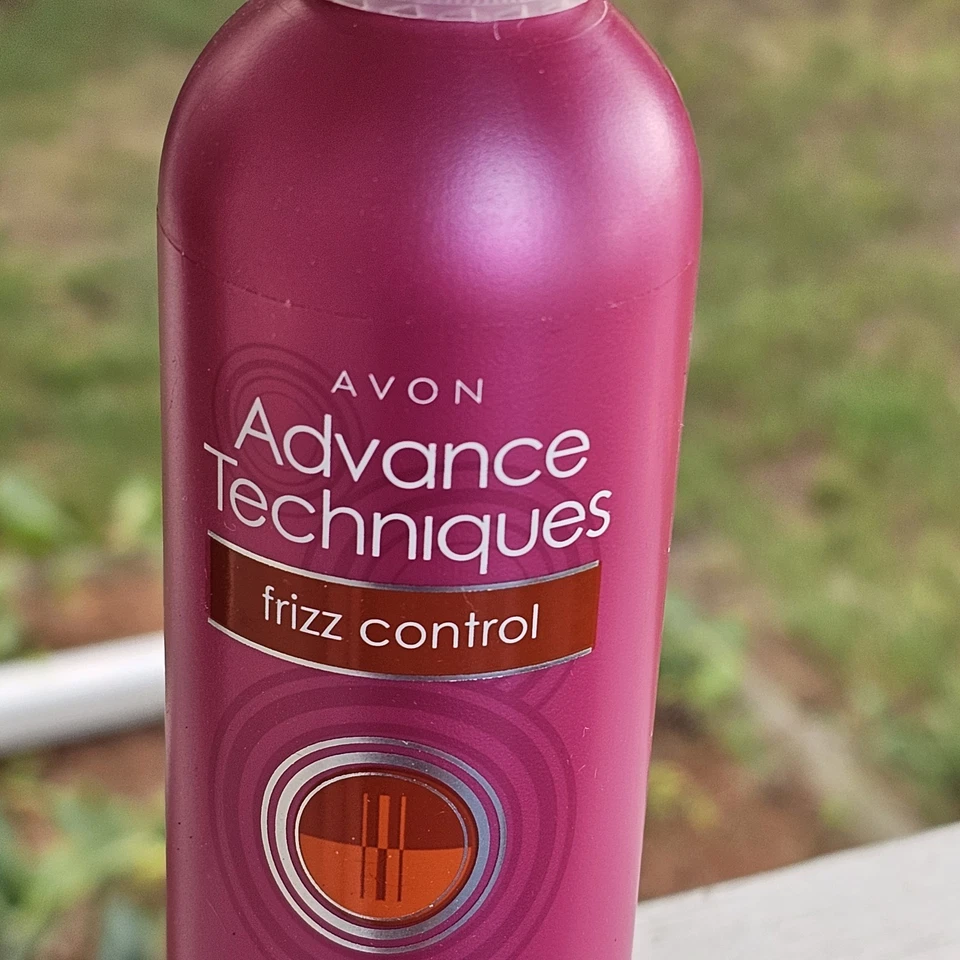 AVON
Advance
Techniques
frizz control